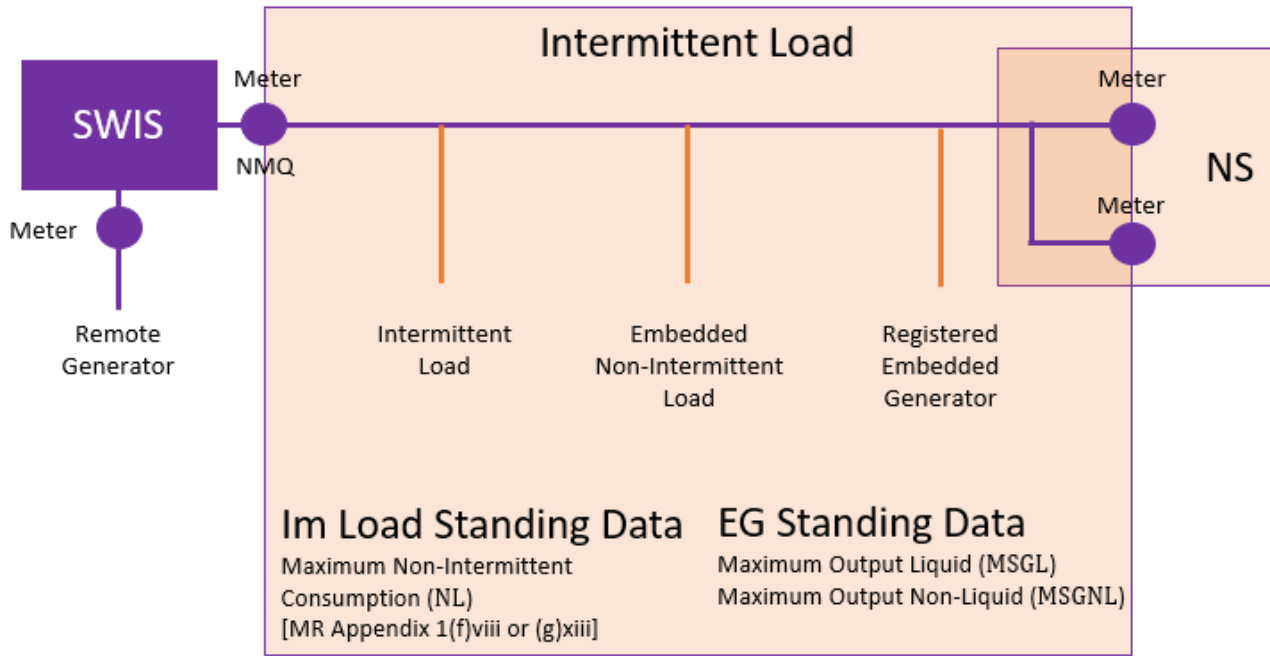 Intermittent Load
Meter
Meter
SWIS
NMQ
NS
Meter
Meter
Remote
Generator
Intermittent
Load
Embedded
Non-Intermittent
Load
Registered
Embedded
Generator
Im Load Standing Data
Maximum Non-Intermittent
Consumption (NL)
[MR Appendix 1(f)viii or (g)xiii]
EG Standing Data
Maximum Output Liquid (MSGL)
Maximum Output Non-Liquid (MSGNL)